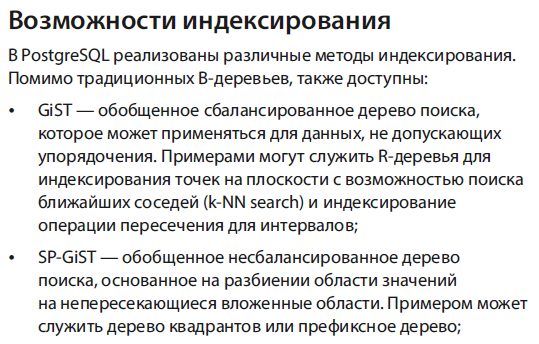 Возможности индексирования
В PostgreSQL реализованы различные методы индексирования.
Помимо традиционных B-деревьев, также доступны:
• GiST — обобщенное сбалансированное дерево поиска,
которое может применяться для данных, не допускающих
упорядочения. Примерами могут служить R-деревья для
индексирования точек на плоскости с возможностью поиска
ближайших соседей (k-NN search) и индексирование
операции пересечения для интервалов;
• SP-GiST — обобщенное несбалансированное дерево
поиска, основанное на разбиении области значений
на непересекающиеся вложенные области. Примером может
служить дерево квадрантов или префиксное дерево;